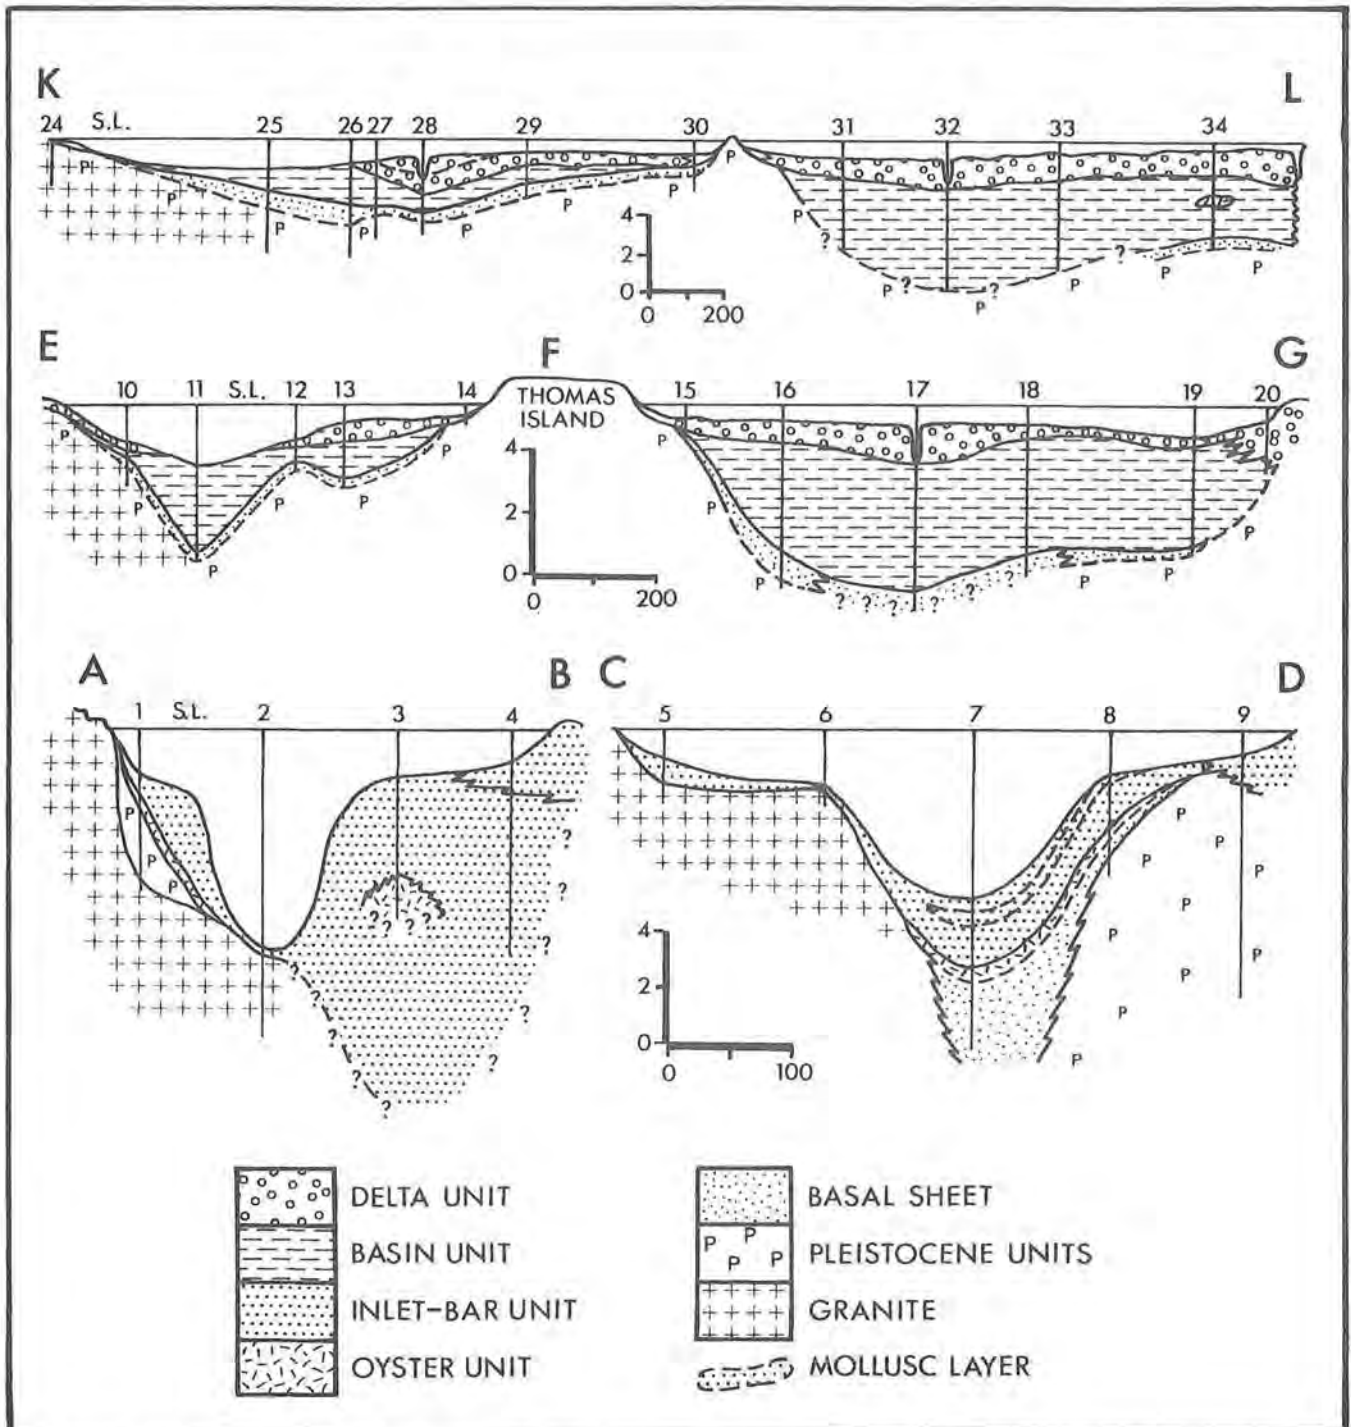 K L
24 S.L. 25 26 27 28 29 30 31 32 33 34
P P P P P P P P P ? P ? ? P P ? P P
4
2
0
0 200
E F G
10 11 S.L. 12 13 14 THOMAS 15 16 17 18 19 20
ISLAND
P P P P P P P P P ? ? ? ? ? ? P P P
4
2
0
0 200
A B C D
1 S.L. 2 3 4 5 6 7 8 9
P P P ? ? ? ? ? ? ? ? ? ? ? ? ? ? P P P P P P P P P P
4
2
0
0 100
DELTA UNIT
BASIN UNIT
INLET-BAR UNIT
OYSTER UNIT
BASAL SHEET
P P P P PLEISTOCENE UNITS
GRANITE
MOLLUSC LAYER